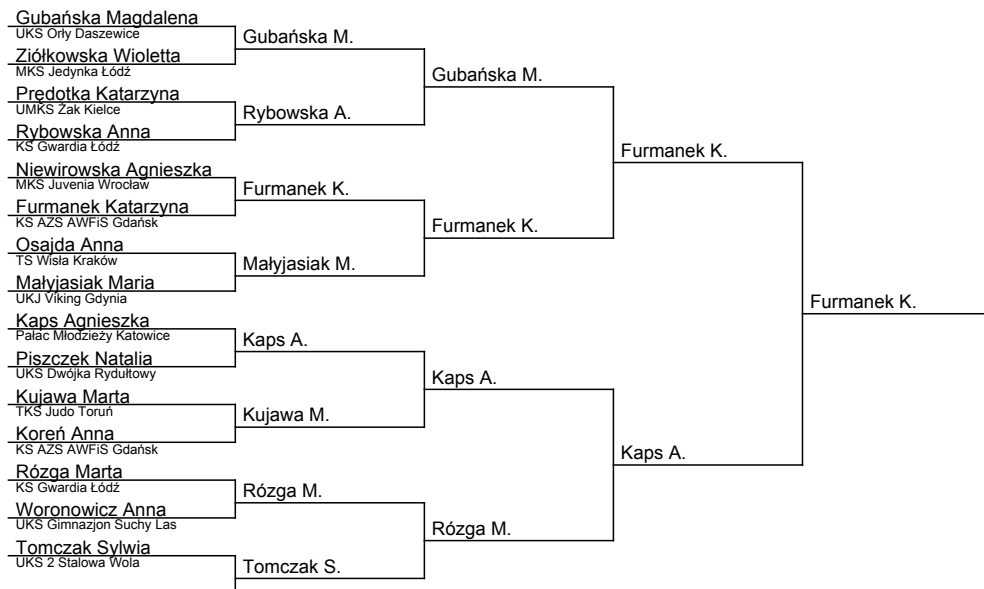 Gubańska Magdalena
UKS Orły Daszewice
Ziółkowska Wioletta
MKS Jedynka Łódź
Prędotka Katarzyna
UMKS Żak Kielce
Rybowska Anna
KS Gwardia Łódź
Niewirowska Agnieszka
MKS Juvenia Wrocław
Furmanek Katarzyna
KS AZS AWFiS Gdańsk
Osajda Anna
TS Wisła Kraków
Małyjasiak Maria
UKJ Viking Gdynia
Kaps Agnieszka
Pałac Młodzieży Katowice
Piszczek Natalia
UKS Dwójka Rydułtowy
Kujawa Marta
TKS Judo Toruń
Koreń Anna
KS AZS AWFiS Gdańsk
Rózga Marta
KS Gwardia Łódź
Woronowicz Anna
UKS Gimnazjon Suchy Las
Tomczak Sylwia
UKS 2 Stalowa Wola
Gubańska M.
Rybowska A.
Furmanek K.
Małyjasiak M.
Kaps A.
Kujawa M.
Rózga M.
Tomczak S.
Gubańska M.
Furmanek K.
Kaps A.
Rózga M.
Furmanek K.
Kaps A.
Furmanek K.